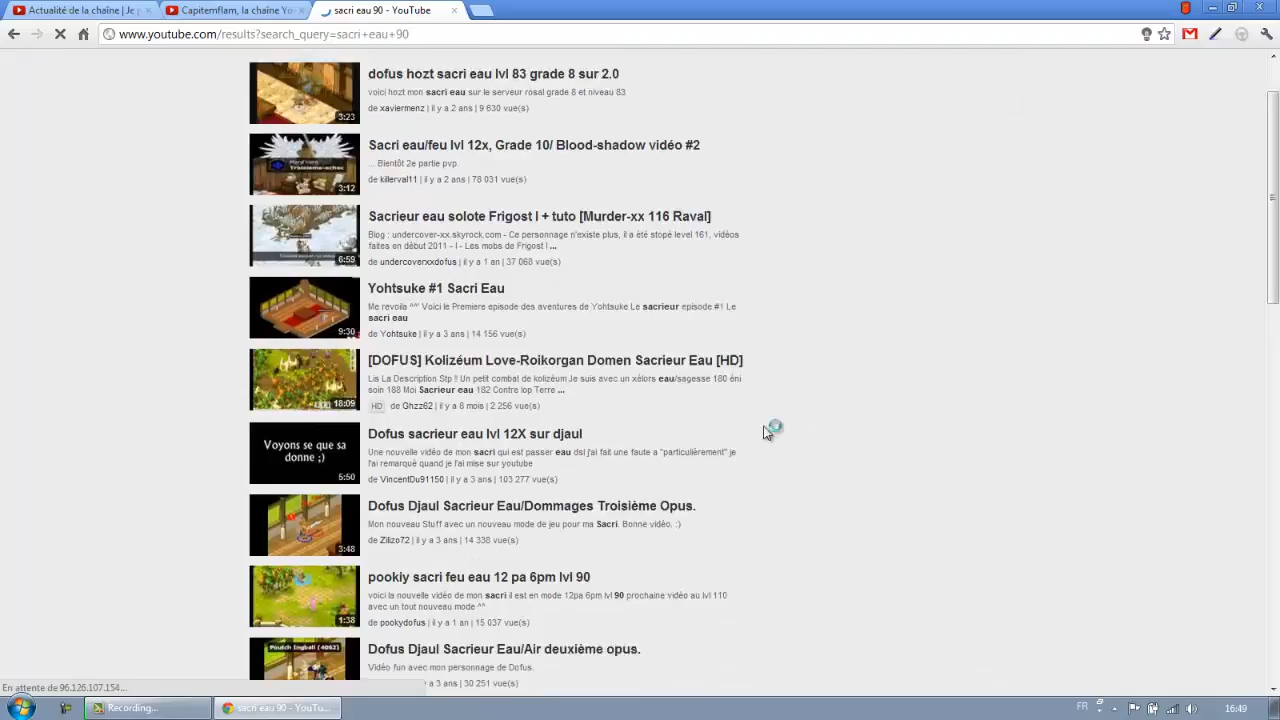 Actualité de la chaîne | Je p
Capitemflam, la chaîne Yo
sacri eau 90 - YouTube
www.youtube.com/results?search_query=sacri+eau+90
dofus hozt sacri eau lvl 83 grade 8 sur 2.0
voici hozt mon sacri eau sur le serveur rosal grade 8 et niveau 83
de xaviermenz | il y a 2 ans | 9 630 vue(s)
3:23
Sacri eau/feu lvl 12x, Grade 10/ Blood-shadow vidéo #2
... Bientôt 2e partie pvp.
de killerval11 | il y a 2 ans | 78 031 vue(s)
3:12
Sacrieur eau solote Frigost I + tuto [Murder-xx 116 Raval]
Blog : undercover-xx.skyrock.com - Ce personnage n'existe plus, il a été stopé level 161, vidéos
faites en début 2011 - I - Les mobs de Frigost I ...
de undercoverxxdofus | il y a 1 an | 37 068 vue(s)
6:59
Yohtsuke #1 Sacri Eau
Me revoila ^^' Voici le Premiere episode des aventures de Yohtsuke Le sacrieur episode #1 Le
sacri eau
de Yohtsuke | il y a 3 ans | 14 156 vue(s)
9:30
[DOFUS] Kolizéum Love-Roikorgan Domen Sacrieur Eau [HD]
Lis La Description Stp !! Un petit combat de kolizéum Je suis avec un xélors eau/sagesse 180 éni
soin 188 Moi Sacrieur eau 182 Contre Iop Terre ...
HD de Ghzz62 | il y a 8 mois | 2 256 vue(s)
18:09
Voyons se que sa
donne ;)
5:50
Dofus sacrieur eau lvl 12X sur djaul
Une nouvelle vidéo de mon sacri qui est passer eau dsl j'ai fait une faute a "particulièrement" je
l'ai remarqué quand je l'ai mise sur youtube
de VincentDu91150 | il y a 3 ans | 103 277 vue(s)
Dofus Djaul Sacrieur Eau/Dommages Troisième Opus.
Mon nouveau Stuff avec un nouveau mode de jeu pour ma Sacri. Bonne vidéo. :)
de Zilizo72 | il y a 3 ans | 14 338 vue(s)
3:48
pookiy sacri feu eau 12 pa 6pm lvl 90
voici la nouvelle vidéo de mon sacri il est en mode 12pa 6pm lvl 90 prochaine vidéo au lvl 110
avec un tout nouveau mode ^^
de pookydofus | il y a 1 an | 15 037 vue(s)
1:38
Poutch Ingball (4062)
Dofus Djaul Sacrieur Eau/Air deuxième opus.
Vidéo fun avec mon personnage de Dofus.
a 3 ans | 30 251 vue(s)
En attente de 96.126.107.154...
Recording...
sacri eau 90 - YouTu...
FR
16:49